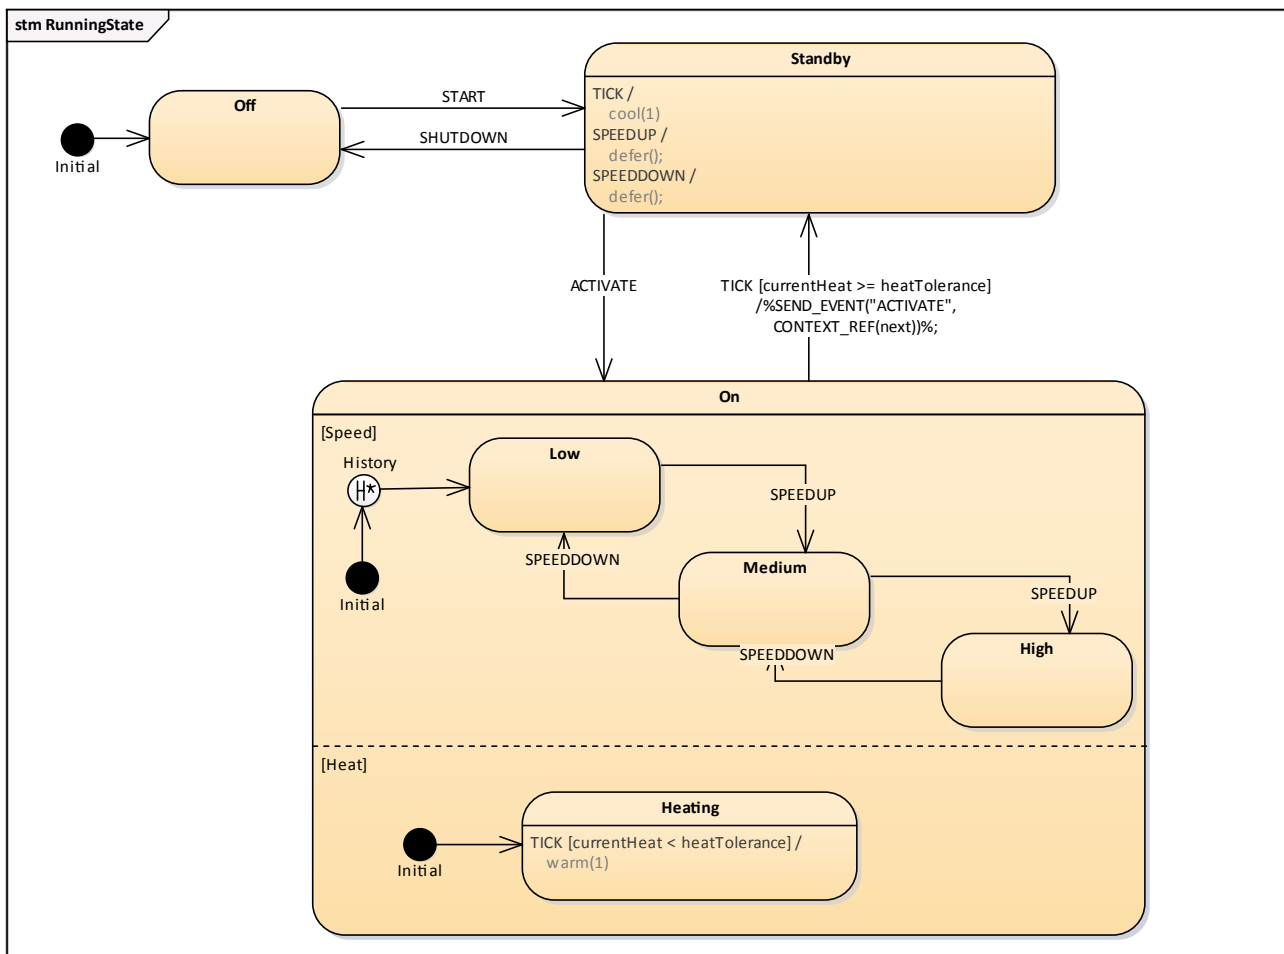 stm RunningState
Standby
Off
START
TICK /
cool(1)
SPEEDUP /
defer();
SPEEDDOWN /
defer();
SHUTDOWN
Initial
ACTIVATE
TICK [currentHeat >= heatTolerance]
/%SEND_EVENT("ACTIVATE",
CONTEXT_REF(next))%;
On
[Speed]
History
H*
Low
SPEEDUP
SPEEDDOWN
Medium
Initial
SPEEDUP
SPEEDDOWN
High
[Heat]
Heating
TICK [currentHeat < heatTolerance] /
warm(1)
Initial